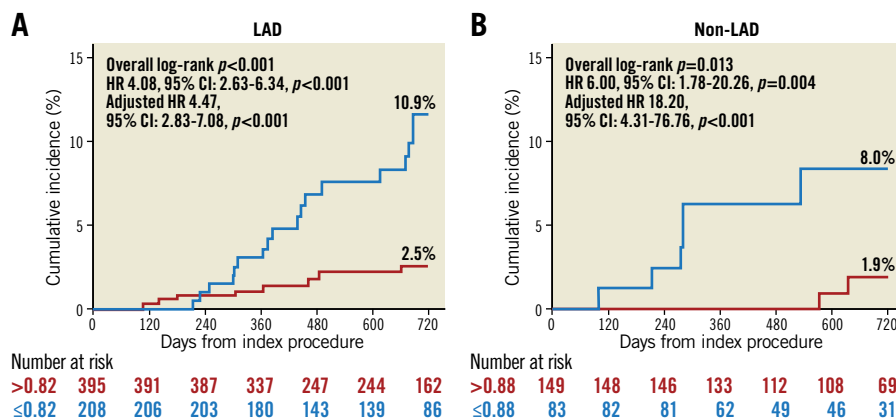 A
LAD
Cumulative incidence (%)
15
10
5
0
Overall log-rank p<0.001
HR 4.08, 95% CI: 2.63-6.34, p<0.001
Adjusted HR 4.47,
95% CI: 2.83-7.08, p<0.001
10.9%
2.5%
0 120 240 360 480 600 720
Days from index procedure
Number at risk
>0.82 395 391 387 337 247 244 162
≤0.82 208 206 203 180 143 139 86
B
Non-LAD
Cumulative incidence (%)
15
10
5
0
Overall log-rank p=0.013
HR 6.00, 95% CI: 1.78-20.26, p=0.004
Adjusted HR 18.20,
95% CI: 4.31-76.76, p<0.001
8.0%
1.9%
0 120 240 360 480 600 720
Days from index procedure
Number at risk
>0.88 149 148 146 133 112 108 69
≤0.88 83 82 81 62 49 46 35